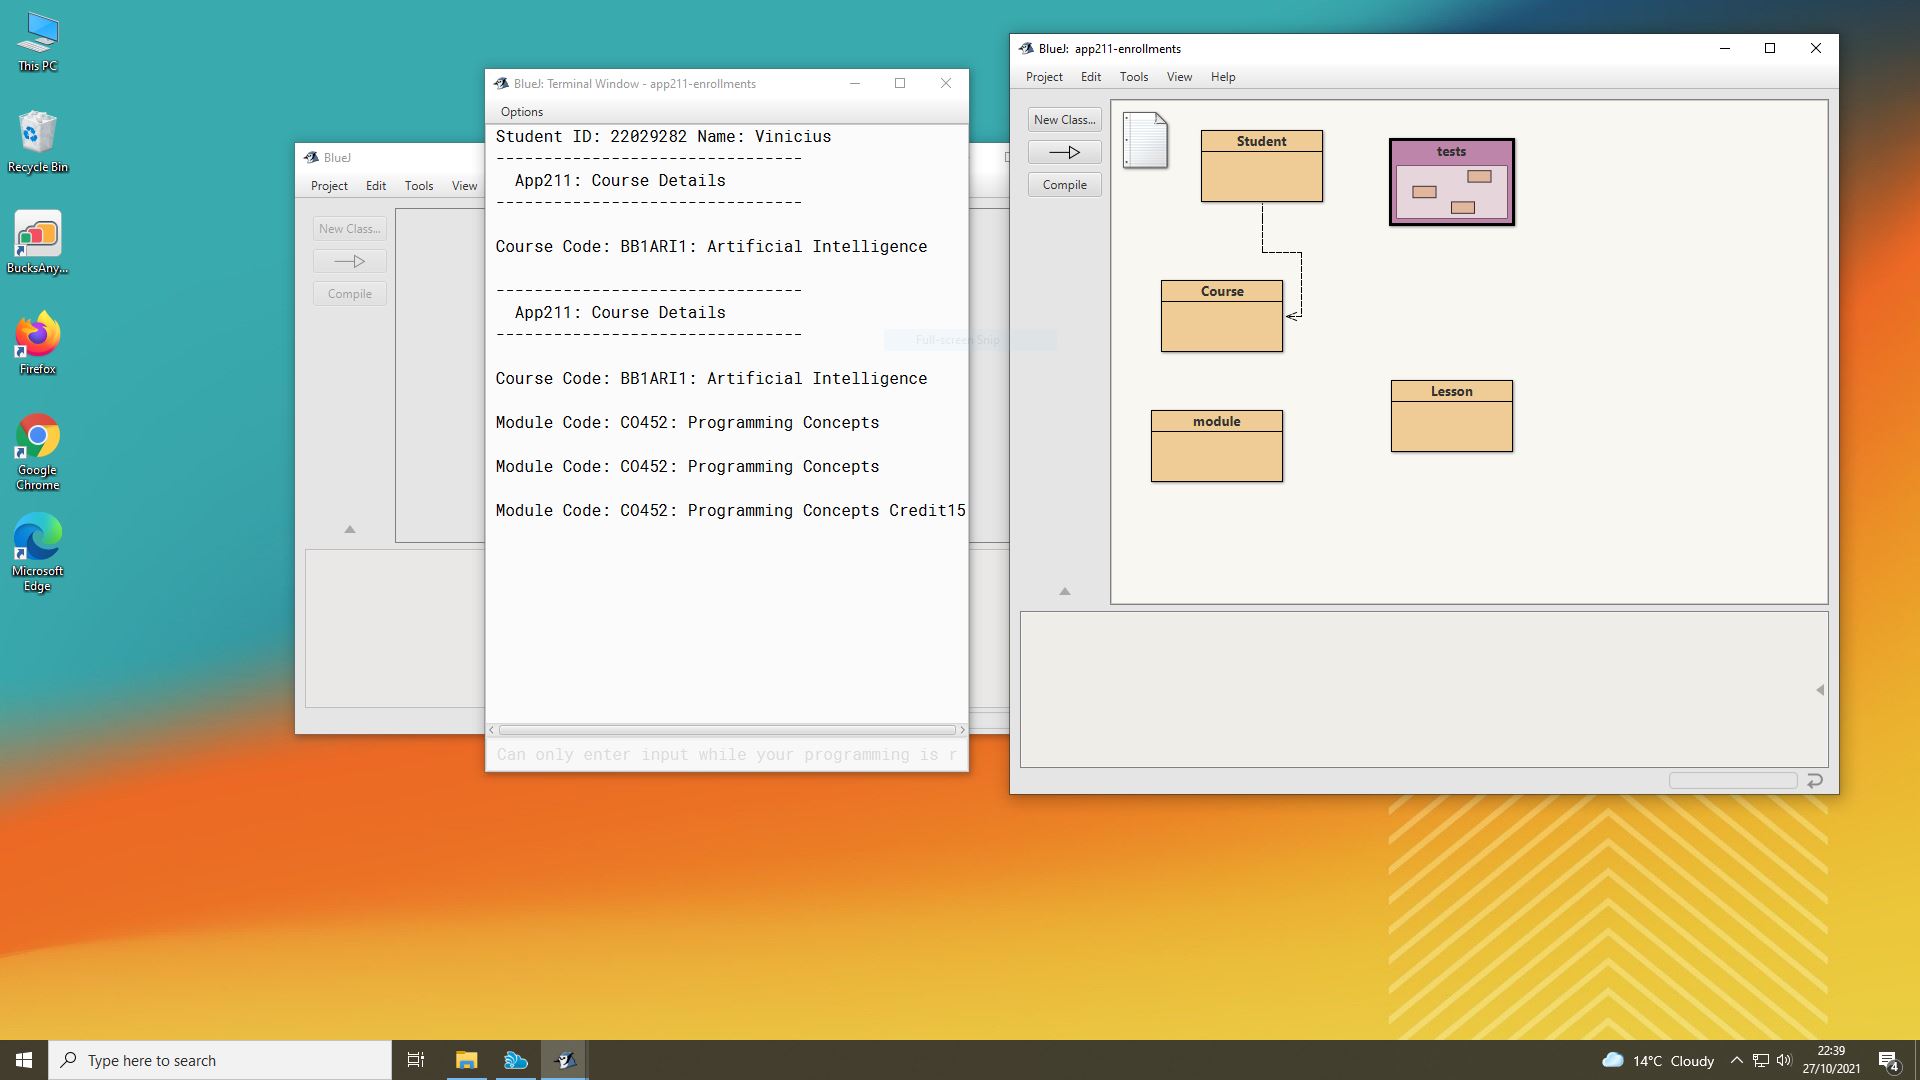 This PC
Recycle Bin
BucksAny...
Firefox
Google
Chrome
Microsoft
Edge
BlueJ
Project Edit Tools View
New Class...
Compile
BlueJ: Terminal Window - app211-enrollments
Options
Student ID: 22029282 Name: Vinicius
--------------------------------
App211: Course Details
--------------------------------
Course Code: BB1ARI1: Artificial Intelligence
--------------------------------
App211: Course Details
--------------------------------
Full-screen Snip
Course Code: BB1ARI1: Artificial Intelligence
Module Code: CO452: Programming Concepts
Module Code: CO452: Programming Concepts
Module Code: CO452: Programming Concepts Credit15
Can only enter input while your programming is r
BlueJ: app211-enrollments
Project Edit Tools View Help
New Class...
Compile
Student
tests
Course
Lesson
module
Type here to search
14°C Cloudy
22:39
27/10/2021
4